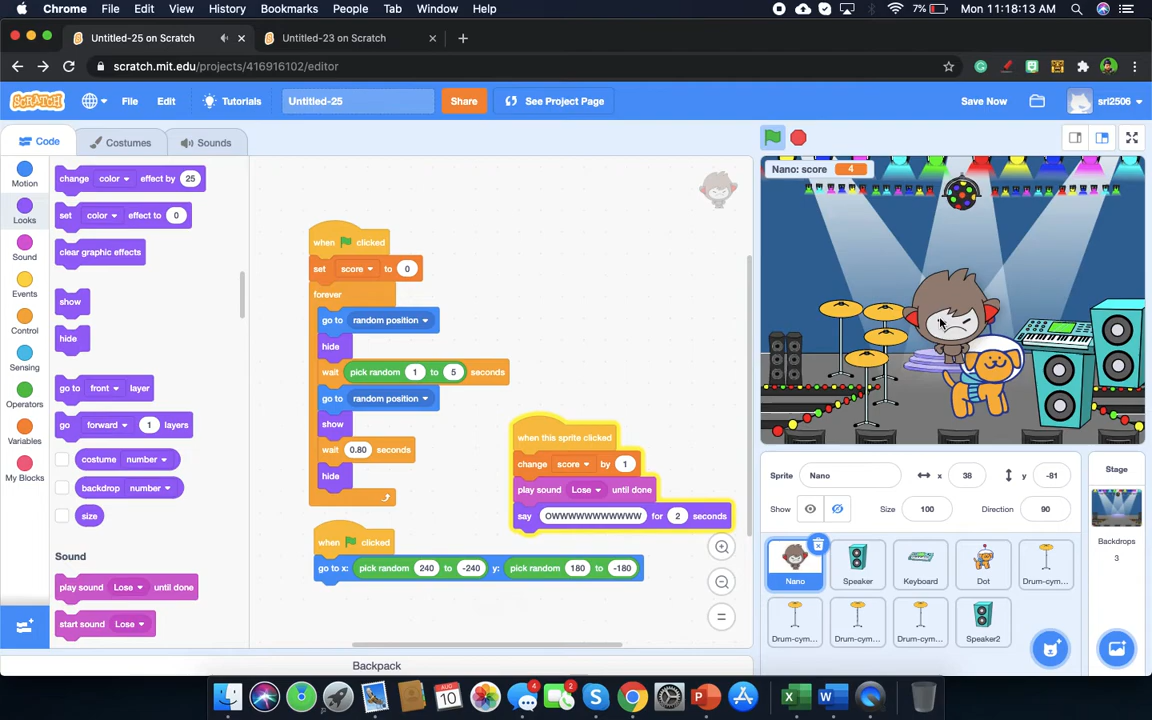 Chrome File Edit View History Bookmarks People Tab Window Help 7% Mon 11:18:13 AM
Untitled-25 on Scratch Untitled-23 on Scratch
scratch.mit.edu/projects/416916102/editor
SCRATCH File Edit Tutorials Untitled-25 Share See Project Page Save Now sri2506
Code Costumes Sounds
Motion
Looks
Sound
Events
Control
Sensing
Operators
Variables
My Blocks
change color effect by 25
set color effect to 0
clear graphic effects
show
hide
go to front layer
go forward 1 layers
costume number
backdrop number
size
Sound
play sound Lose until done
start sound Lose
when clicked
set score to 0
forever
go to random position
hide
wait pick random 1 to 5 seconds
go to random position
show
wait 0.80 seconds
hide
when clicked
go to x: pick random 240 to -240 y: pick random 180 to -180
when this sprite clicked
change score by 1
play sound Lose until done
say OWWWWWWWWWWW for 2 seconds
Backpack
Nano: score 4
Sprite Nano x 38 y -81
Show Size 100 Direction 90
Nano Speaker Keyboard Dot Drum-cym...
Drum-cym... Drum-cym... Drum-cym... Speaker2
Stage
Backdrops
3
4 AUG 10 2